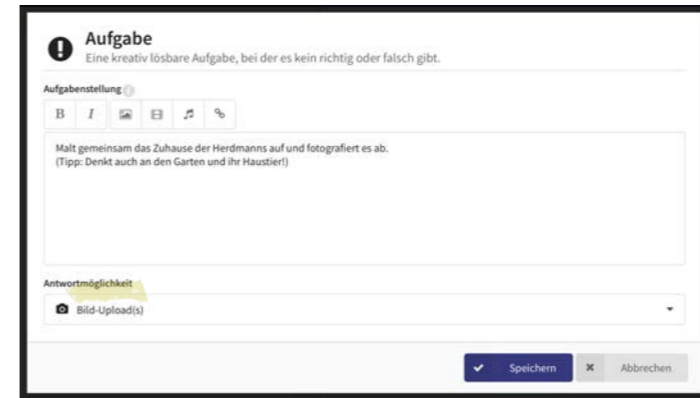 Aufgabe
Eine kreativ lösbare Aufgabe, bei der es kein richtig oder falsch gibt.
Aufgabenstellung
B I
Malt gemeinsam das Zuhause der Herdmanns auf und fotografiert es ab.
(Tipp: Denkt auch an den Garten und ihr Haustier!)
Antwortmöglichkeit
Bild-Upload(s)
Speichern Abbrechen